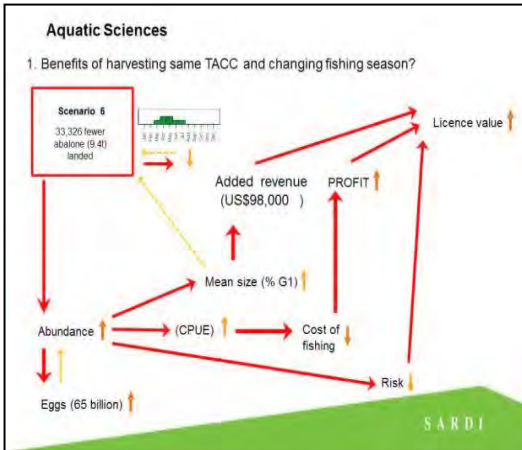 Aquatic Sciences
1. Benefits of harvesting same TACC and changing fishing season?
Scenario 6
33,326 fewer
abalone (9.4t)
landed
Licence value
Added revenue
(US$98,000 )
PROFIT
Mean size (% G1)
Abundance
(CPUE)
Cost of
fishing
Risk
Eggs (65 billion)
SARDI